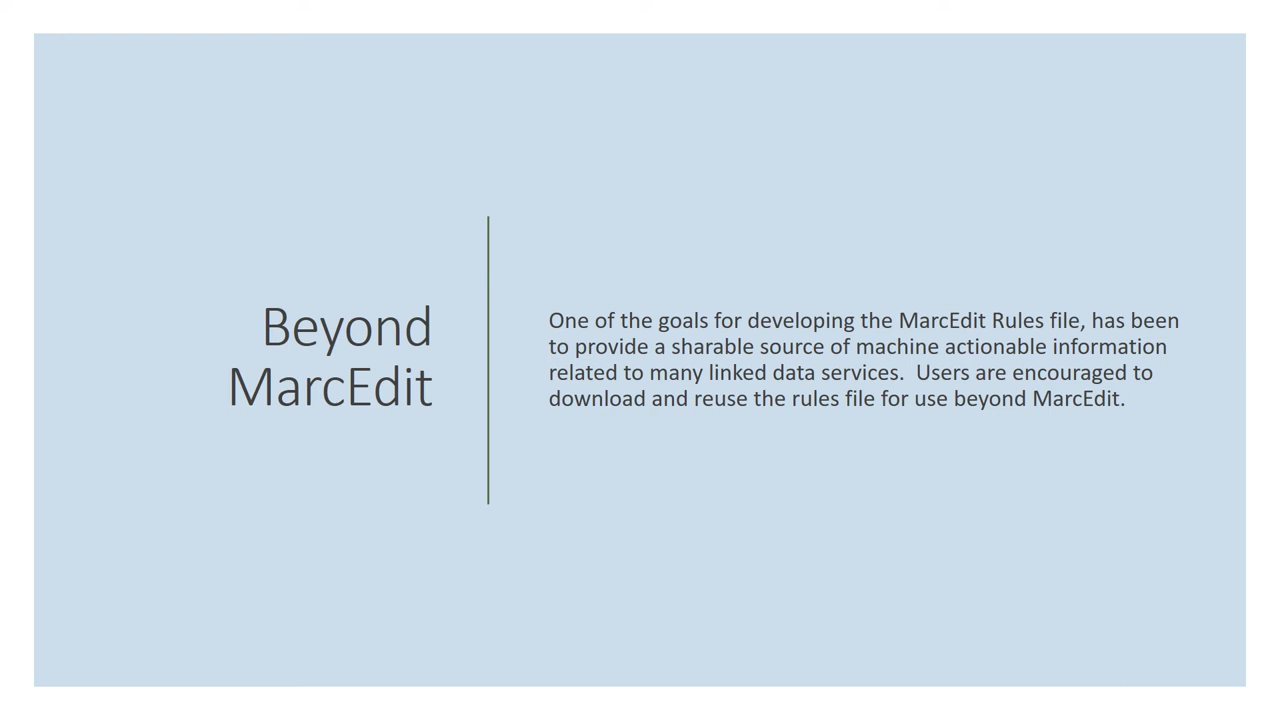 Beyond
MarcEdit
One of the goals for developing the MarcEdit Rules file, has been
to provide a sharable source of machine actionable information
related to many linked data services.  Users are encouraged to
download and reuse the rules file for use beyond MarcEdit.